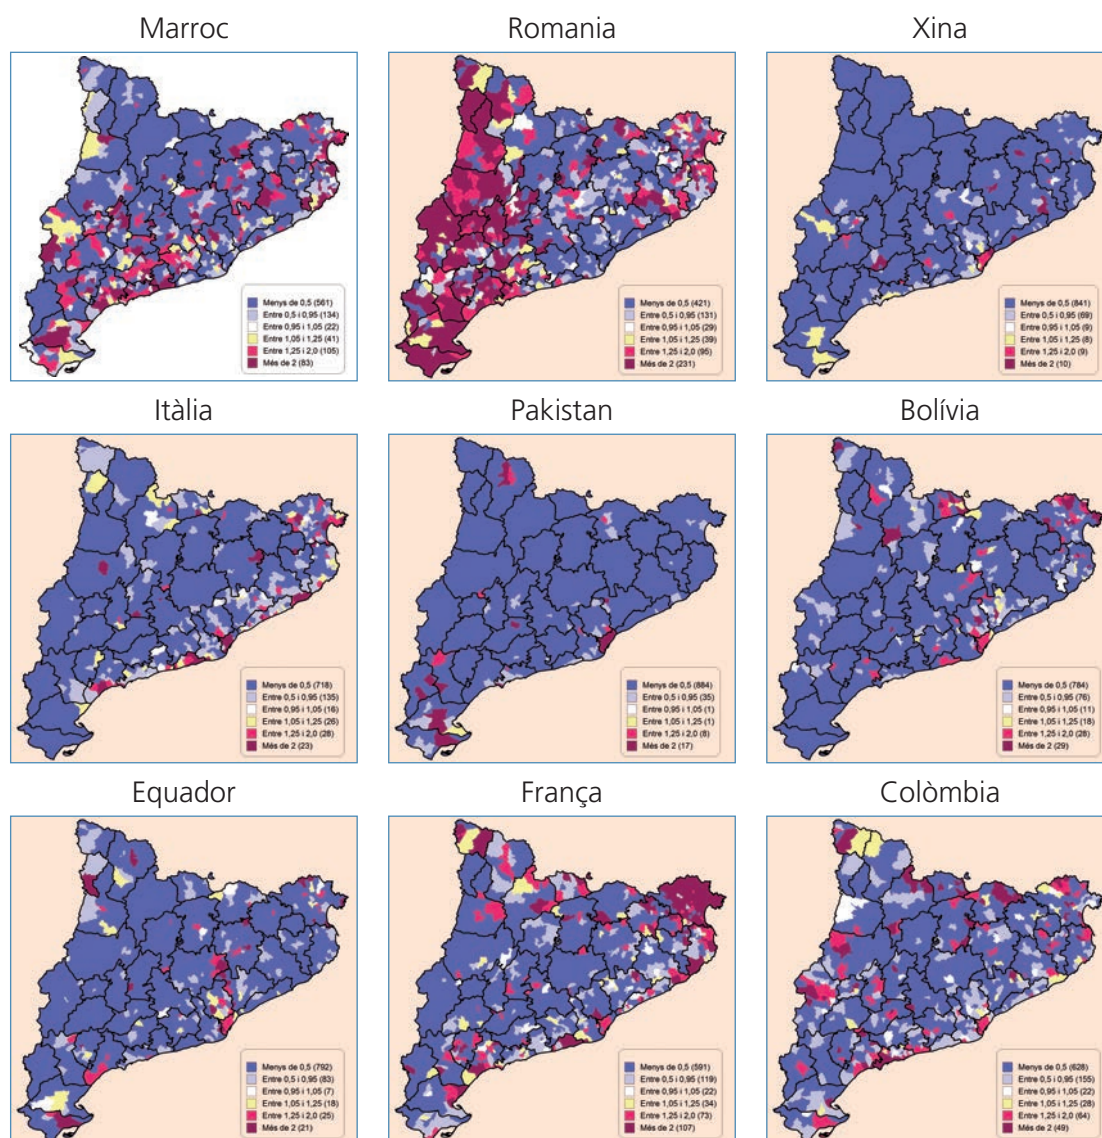 Marroc
Romania
Xina
Menys de 0,5 (561)
Entre 0,5 i 0,95 (134)
Entre 0,95 i 1,05 (22)
Entre 1,05 i 1,25 (41)
Entre 1,25 i 2,0 (105)
Més de 2 (83)
Menys de 0,5 (421)
Entre 0,5 i 0,95 (131)
Entre 0,95 i 1,05 (29)
Entre 1,05 i 1,25 (39)
Entre 1,25 i 2,0 (95)
Més de 2 (231)
Menys de 0,5 (841)
Entre 0,5 i 0,95 (69)
Entre 0,95 i 1,05 (9)
Entre 1,05 i 1,25 (8)
Entre 1,25 i 2,0 (9)
Més de 2 (10)
Itàlia
Pakistan
Bolívia
Menys de 0,5 (718)
Entre 0,5 i 0,95 (135)
Entre 0,95 i 1,05 (16)
Entre 1,05 i 1,25 (26)
Entre 1,25 i 2,0 (28)
Més de 2 (23)
Menys de 0,5 (884)
Entre 0,5 i 0,95 (35)
Entre 0,95 i 1,05 (1)
Entre 1,05 i 1,25 (1)
Entre 1,25 i 2,0 (8)
Més de 2 (17)
Menys de 0,5 (784)
Entre 0,5 i 0,95 (76)
Entre 0,95 i 1,05 (11)
Entre 1,05 i 1,25 (18)
Entre 1,25 i 2,0 (28)
Més de 2 (29)
Equador
França
Colòmbia
Menys de 0,5 (792)
Entre 0,5 i 0,95 (83)
Entre 0,95 i 1,05 (7)
Entre 1,05 i 1,25 (18)
Entre 1,25 i 2,0 (25)
Més de 2 (21)
Menys de 0,5 (591)
Entre 0,5 i 0,95 (119)
Entre 0,95 i 1,05 (22)
Entre 1,05 i 1,25 (34)
Entre 1,25 i 2,0 (73)
Més de 2 (107)
Menys de 0,5 (628)
Entre 0,5 i 0,95 (155)
Entre 0,95 i 1,05 (22)
Entre 1,05 i 1,25 (28)
Entre 1,25 i 2,0 (64)
Més de 2 (49)